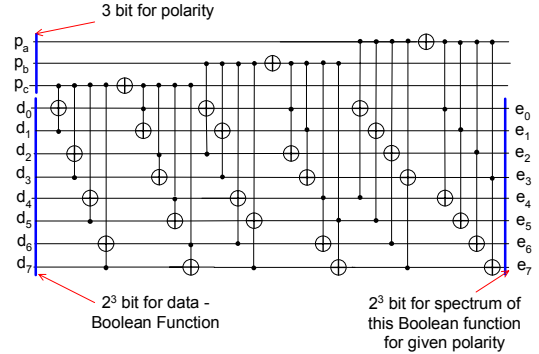 3 bit for polarity
pa
pb
pc
d0
d1
d2
d3
d4
d5
d6
d7
e0
e1
e2
e3
e4
e5
e6
e7
2³ bit for data -
Boolean Function
2³ bit for spectrum of
this Boolean function
for given polarity